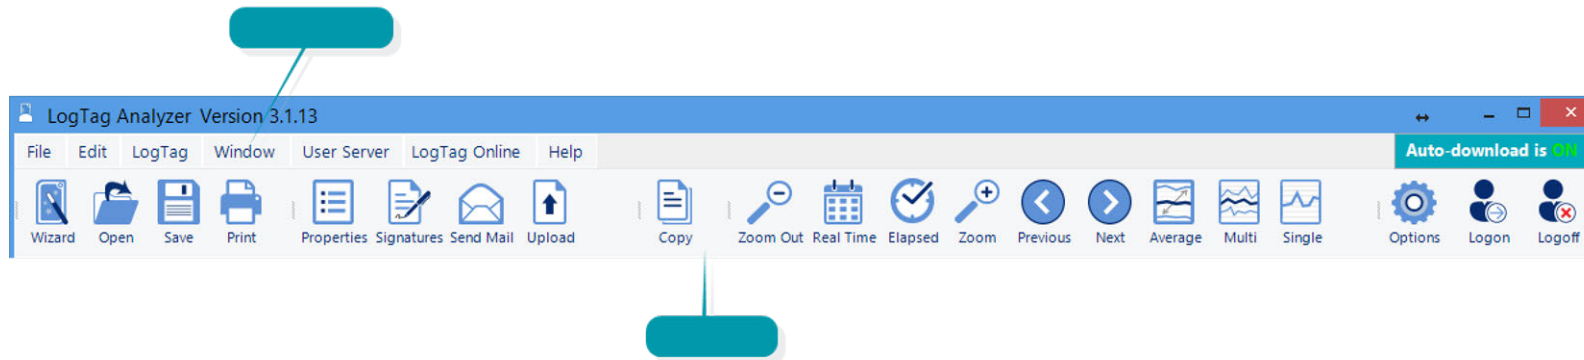 LogTag Analyzer Version 3.1.13
File Edit LogTag Window User Server LogTag Online Help Auto-download is ON
Wizard Open Save Print Properties Signatures Send Mail Upload Copy Zoom Out Real Time Elapsed Zoom Previous Next Average Multi Single Options Logon Logoff